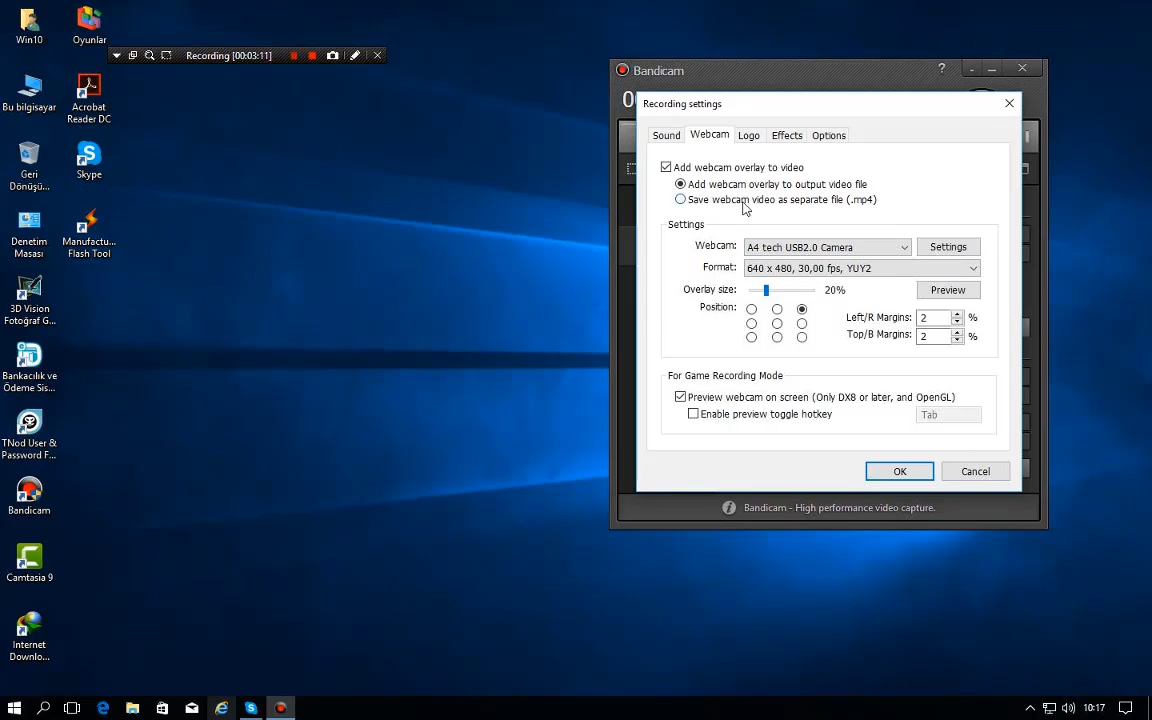 Win10
Oyunlar
Bu bilgisayar
Acrobat
Reader DC
Geri
Dönüşü...
Skype
Denetim
Masası
Manufactu...
Flash Tool
3D Vision
Fotoğraf G...
Bankacılık ve
Ödeme Sis...
TNod User &
Password F...
Bandicam
Camtasia 9
Internet
Downlo...
Recording [00:03:11]
Bandicam
?
0
Recording settings
Sound
Webcam
Logo
Effects
Options
Add webcam overlay to video
Add webcam overlay to output video file
Save webcam video as separate file (.mp4)
Settings
Webcam: A4 tech USB2.0 Camera Settings
Format: 640 x 480, 30,00 fps, YUY2
Overlay size: 20% Preview
Position:
Left/R Margins: 2 %
Top/B Margins: 2 %
For Game Recording Mode
Preview webcam on screen (Only DX8 or later, and OpenGL)
Enable preview toggle hotkey Tab
OK Cancel
Bandicam - High performance video capture.
10:17